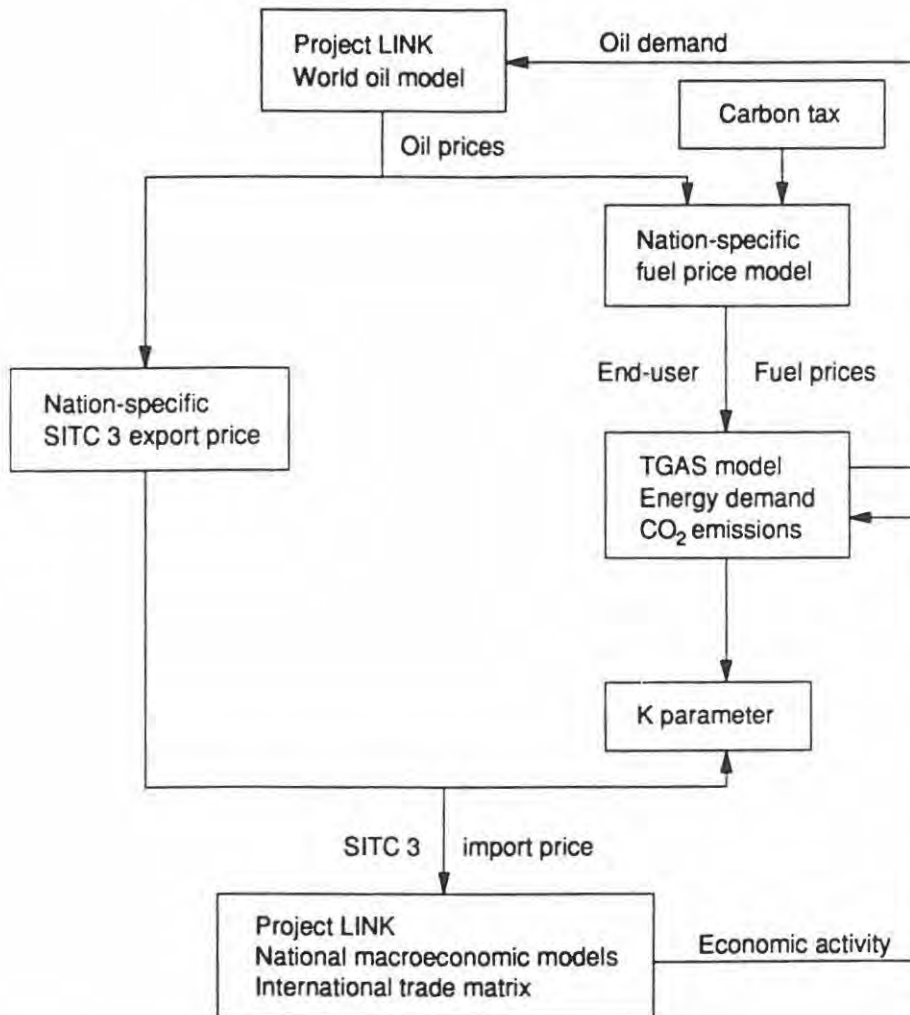 Project LINK
World oil model
Oil demand
Carbon tax
Oil prices
Nation-specific
fuel price model
End-user Fuel prices
Nation-specific
SITC 3 export price
TGAS model
Energy demand
CO₂ emissions
K parameter
SITC 3 import price
Project LINK
National macroeconomic models
International trade matrix
Economic activity